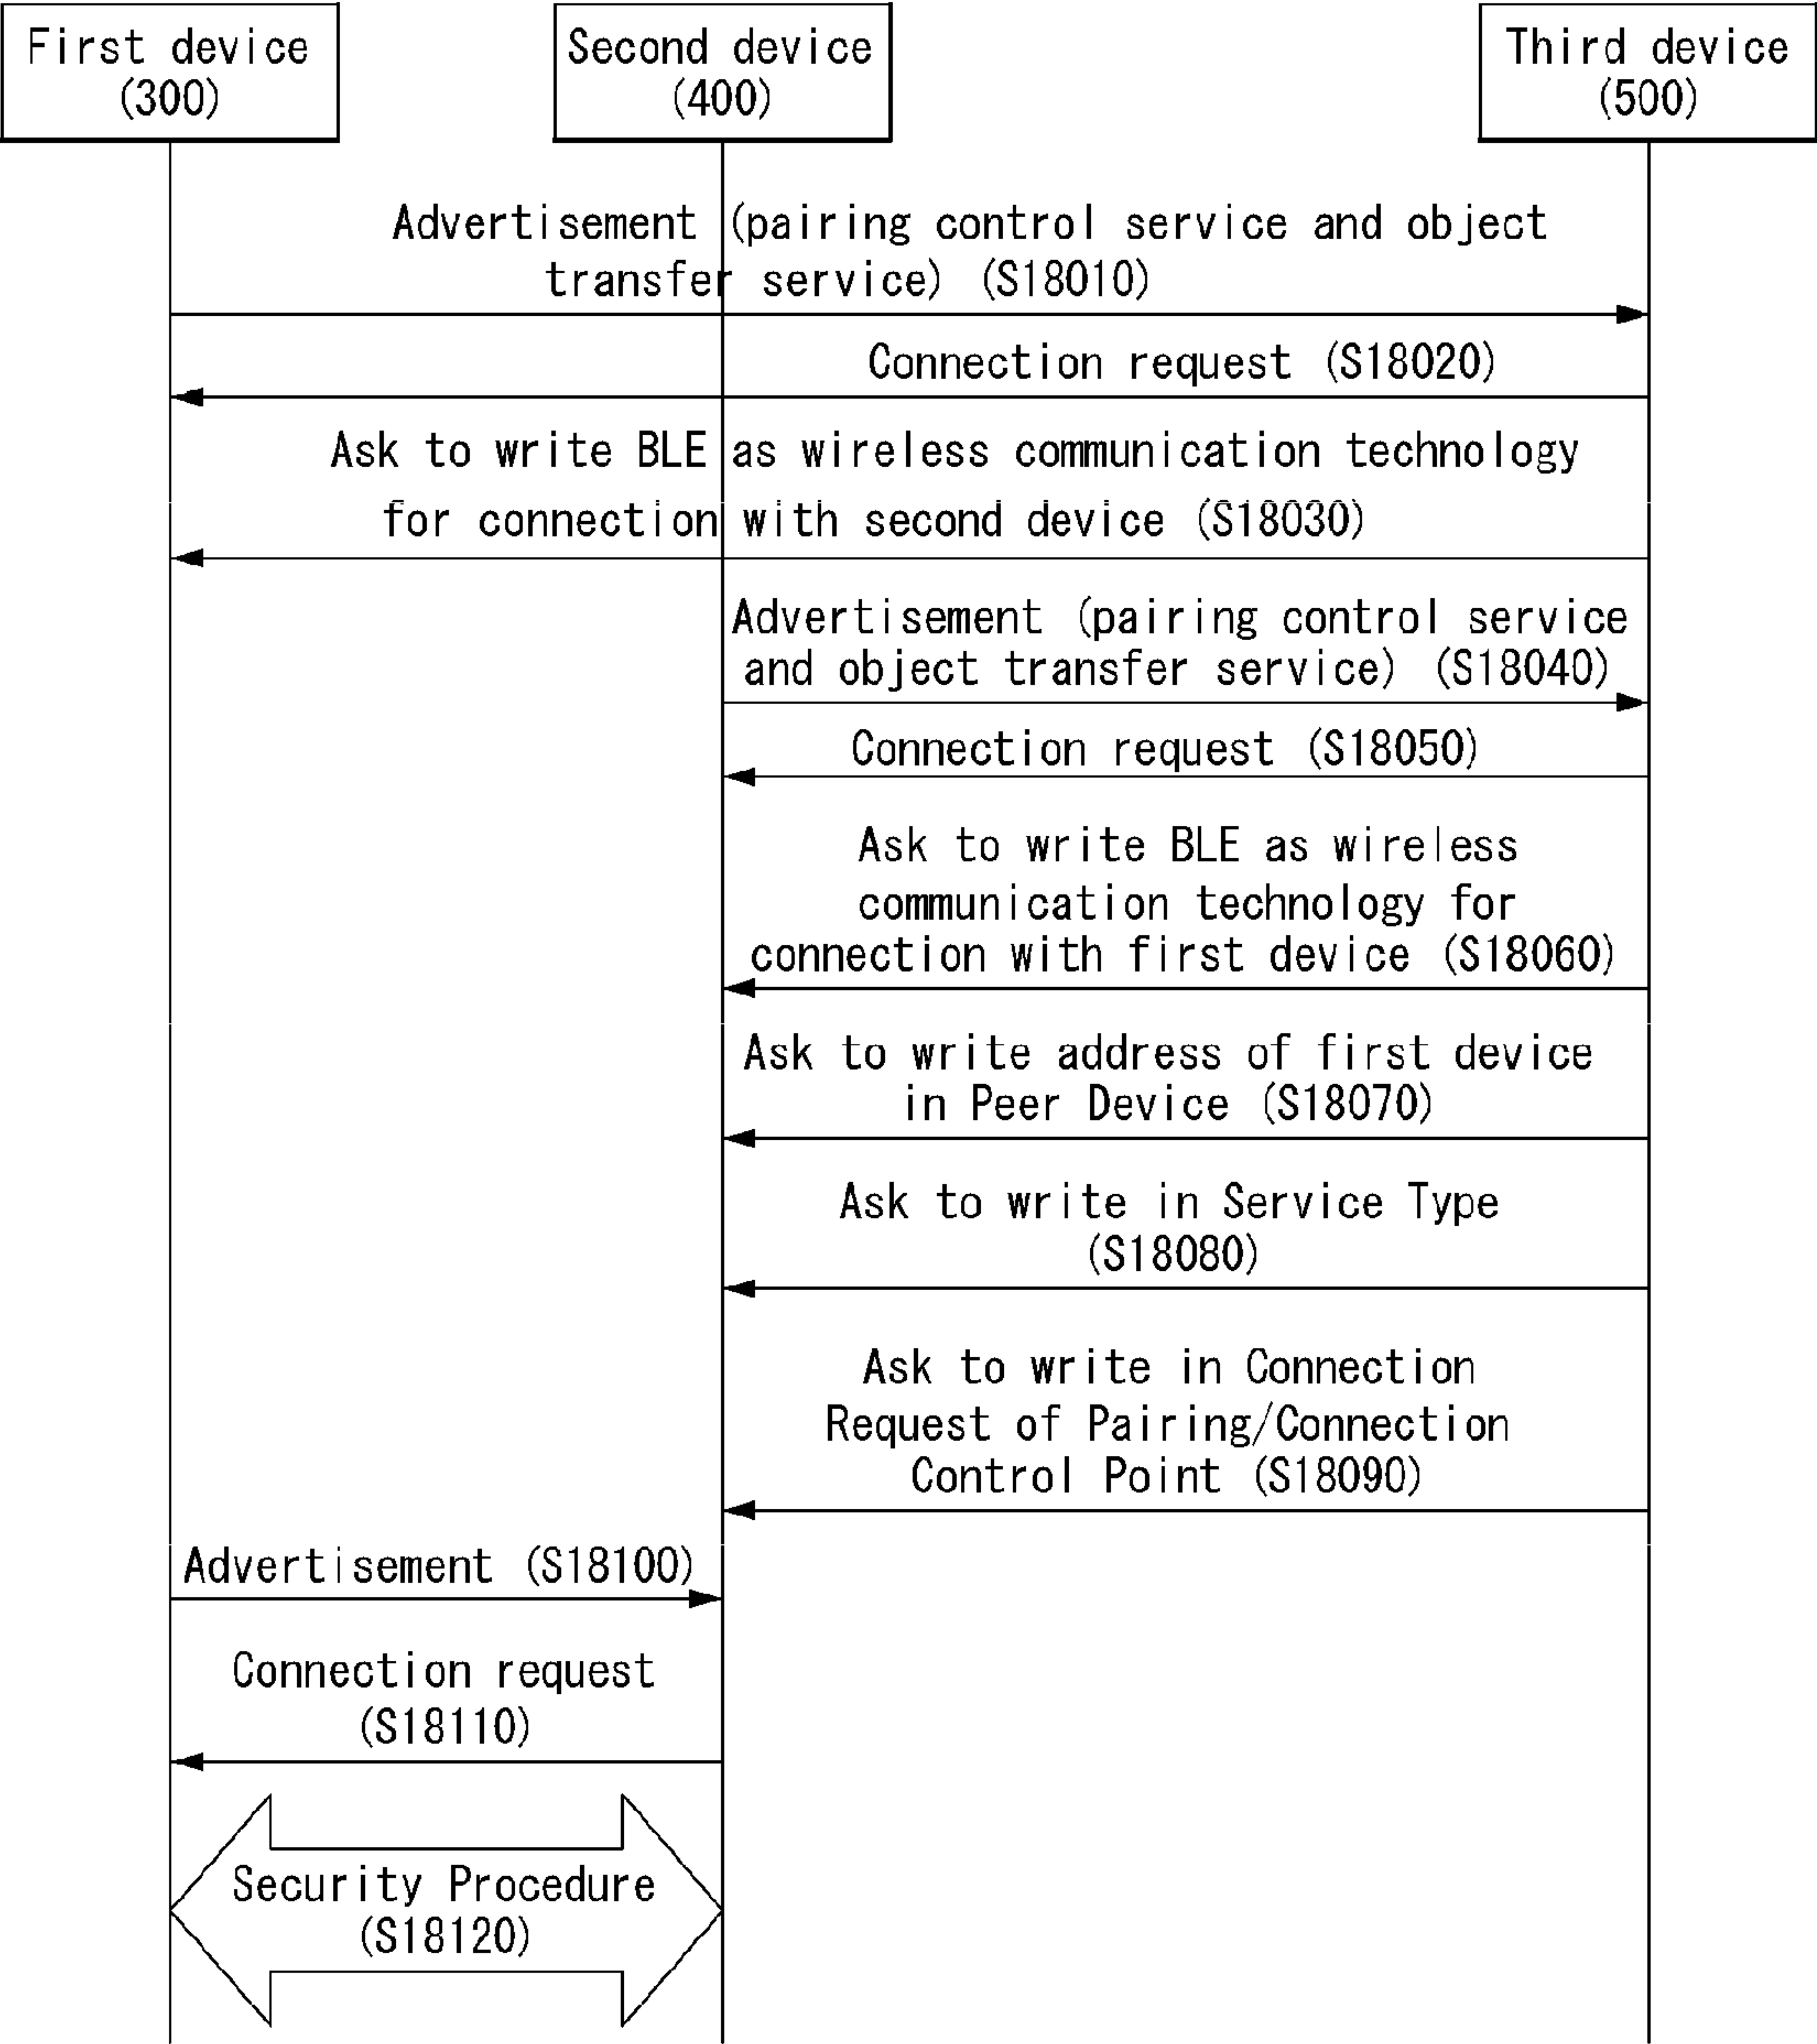 First device
(300)
Second device
(400)
Third device
(500)
Advertisement (pairing control service and object
transfer service) (S18010)
Connection request (S18020)
Ask to write BLE as wireless communication technology
for connection with second device (S18030)
Advertisement (pairing control service
and object transfer service) (S18040)
Connection request (S18050)
Ask to write BLE as wireless
communication technology for
connection with first device (S18060)
Ask to write address of first device
in Peer Device (S18070)
Ask to write in Service Type
(S18080)
Ask to write in Connection
Request of Pairing/Connection
Control Point (S18090)
Advertisement (S18100)
Connection request
(S18110)
Security Procedure
(S18120)